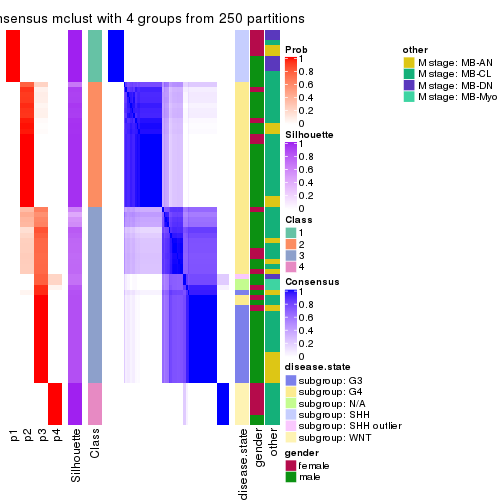 nsensus mclust with 4 groups from 250 partitions
Prob
1
0.8
0.6
0.4
0.2
0
Silhouette
1
0.8
0.6
0.4
0.2
0
Class
1
2
3
4
Consensus
1
0.8
0.6
0.4
0.2
0
disease.state
subgroup: G3
subgroup: G4
subgroup: N/A
subgroup: SHH
subgroup: SHH outlier
subgroup: WNT
gender
female
male
other
M stage: MB-AN
M stage: MB-CL
M stage: MB-DN
M stage: MB-Myo
p1
p2
p3
p4
Silhouette
Class
disease.state
gender
other